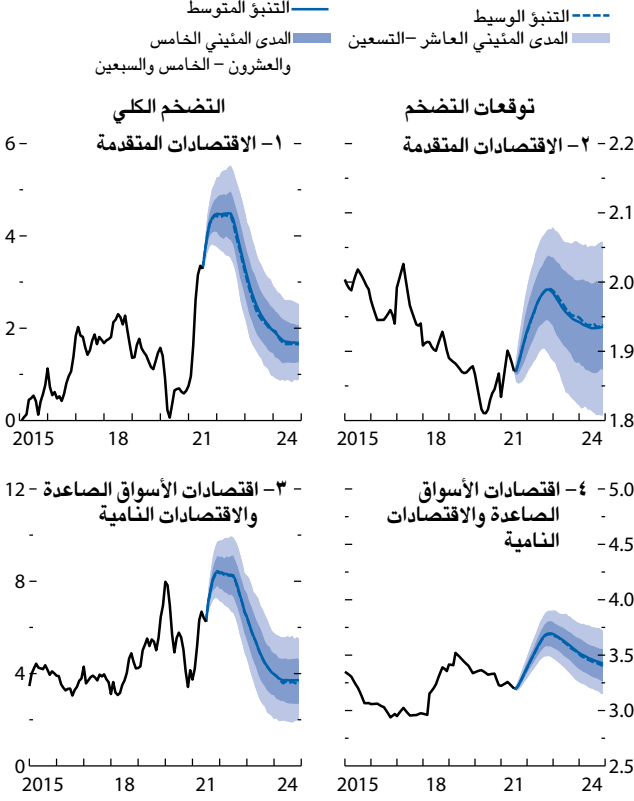 التنبؤ المتوسط
التنبؤ الوسيط
المدى المئيني الخامس
والعشرون – الخامس والسبعين
المدى المئيني العاشر –التسعين
التضخم الكلي
توقعات التضخم
١– الاقتصادات المتقدمة
6
4
2
0
2015 18 21 24
٢– الاقتصادات المتقدمة
2.2
2.1
2.0
1.9
1.8
2015 18 21 24
٣– اقتصادات الأسواق الصاعدة
والاقتصادات النامية
12
8
4
0
2015 18 21 24
٤– اقتصادات الأسواق
الصاعدة والاقتصادات
النامية
5.0
4.5
4.0
3.5
3.0
2.5
2015 18 21 24